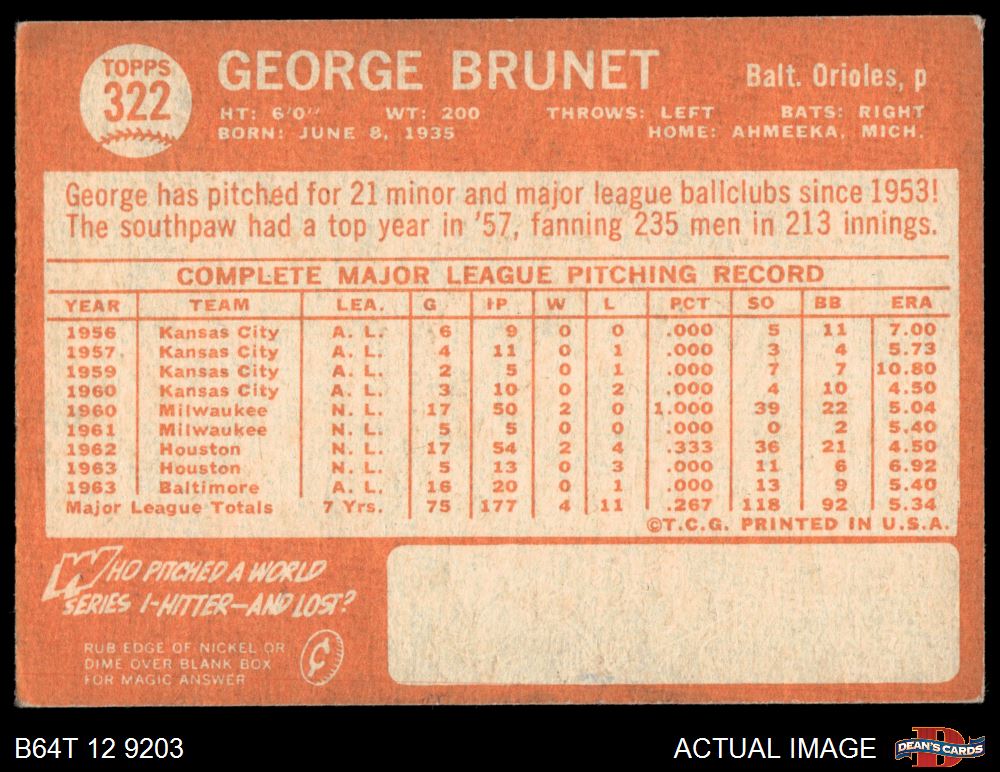 TOPPS
322
GEORGE BRUNET
Balt. Orioles, p
HT: 6'0" WT: 200 THROWS: LEFT BATS: RIGHT
BORN: JUNE 8, 1935 HOME: AHMEEKA, MICH.
George has pitched for 21 minor and major league ballclubs since 1953!
The southpaw had a top year in '57, fanning 235 men in 213 innings.
COMPLETE MAJOR LEAGUE PITCHING RECORD
YEAR TEAM LEA. G IP W L PCT SO BB ERA
1956 Kansas City A. L. 6 9 0 0 .000 5 11 7.00
1957 Kansas City A. L. 4 11 0 1 .000 3 4 5.73
1959 Kansas City A. L. 2 5 0 1 .000 7 7 10.80
1960 Kansas City A. L. 3 10 0 2 .000 4 10 4.50
1960 Milwaukee N. L. 17 50 2 0 1.000 39 22 5.04
1961 Milwaukee N. L. 5 5 0 0 .000 0 2 5.40
1962 Houston N. L. 17 54 2 4 .333 36 21 4.50
1963 Houston N. L. 5 13 0 3 .000 11 6 6.92
1963 Baltimore A. L. 16 20 0 1 .000 13 9 5.40
Major League Totals 7 Yrs. 75 177 4 11 .267 118 92 5.34
©T.C.G. PRINTED IN U.S.A.
WHO PITCHED A WORLD
SERIES 1-HITTER—AND LOST?
RUB EDGE OF NICKEL OR
DIME OVER BLANK BOX
FOR MAGIC ANSWER
¢
B64T 12 9203
ACTUAL IMAGE
D
DEAN'S CARDS